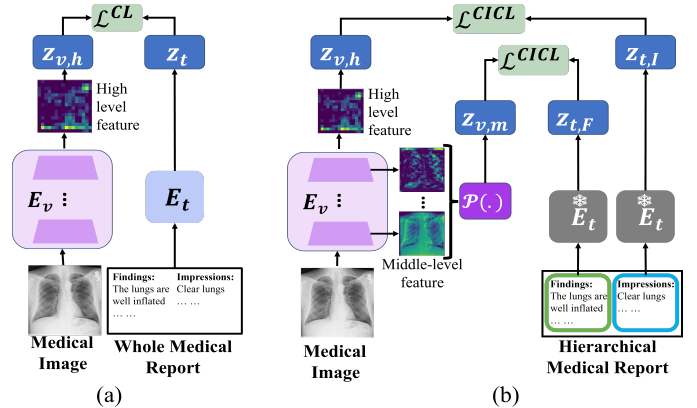 ℒ^CL
Z_v,h
Z_t
High
level
feature
E_v
E_t
Findings:
The lungs are
well inflated
... ...
Impressions:
Clear lungs
... ...
Medical
Image
Whole Medical
Report
(a)
ℒ^CICL
ℒ^CICL
Z_v,h
Z_t,I
High
level
feature
Z_v,m
Z_t,F
E_v
𝒫(.)
E_t
E_t
Middle-level
feature
Findings:
The lungs are
well inflated
... ...
Impressions:
Clear lungs
... ...
Medical
Image
Hierarchical
Medical Report
(b)